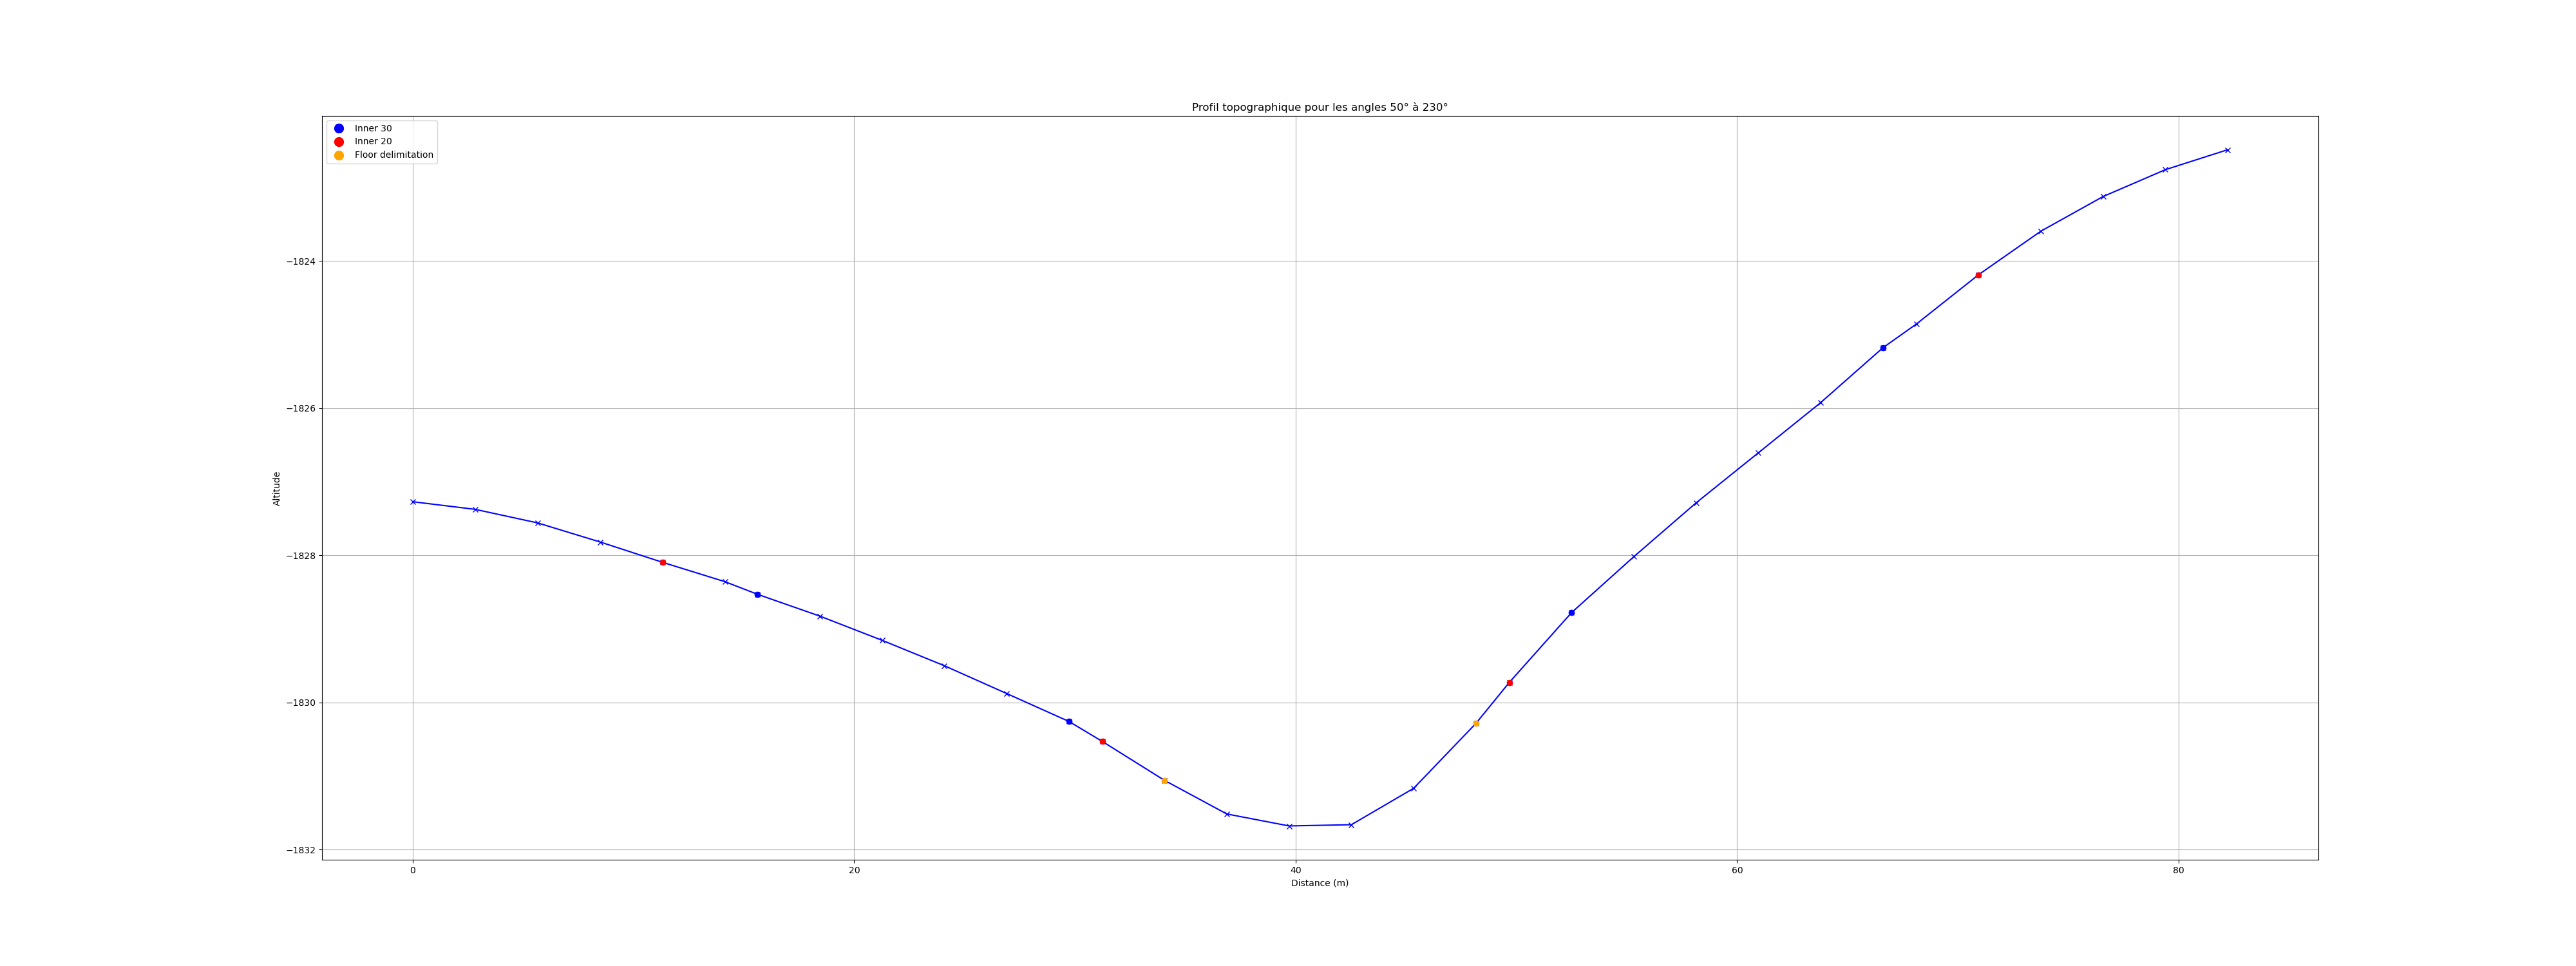 Profil topographique pour les angles 50° à 230°
Inner 30
Inner 20
Floor delimitation
−1824
−1826
−1828
−1830
−1832
Altitude
0 20 40 60 80
Distance (m)